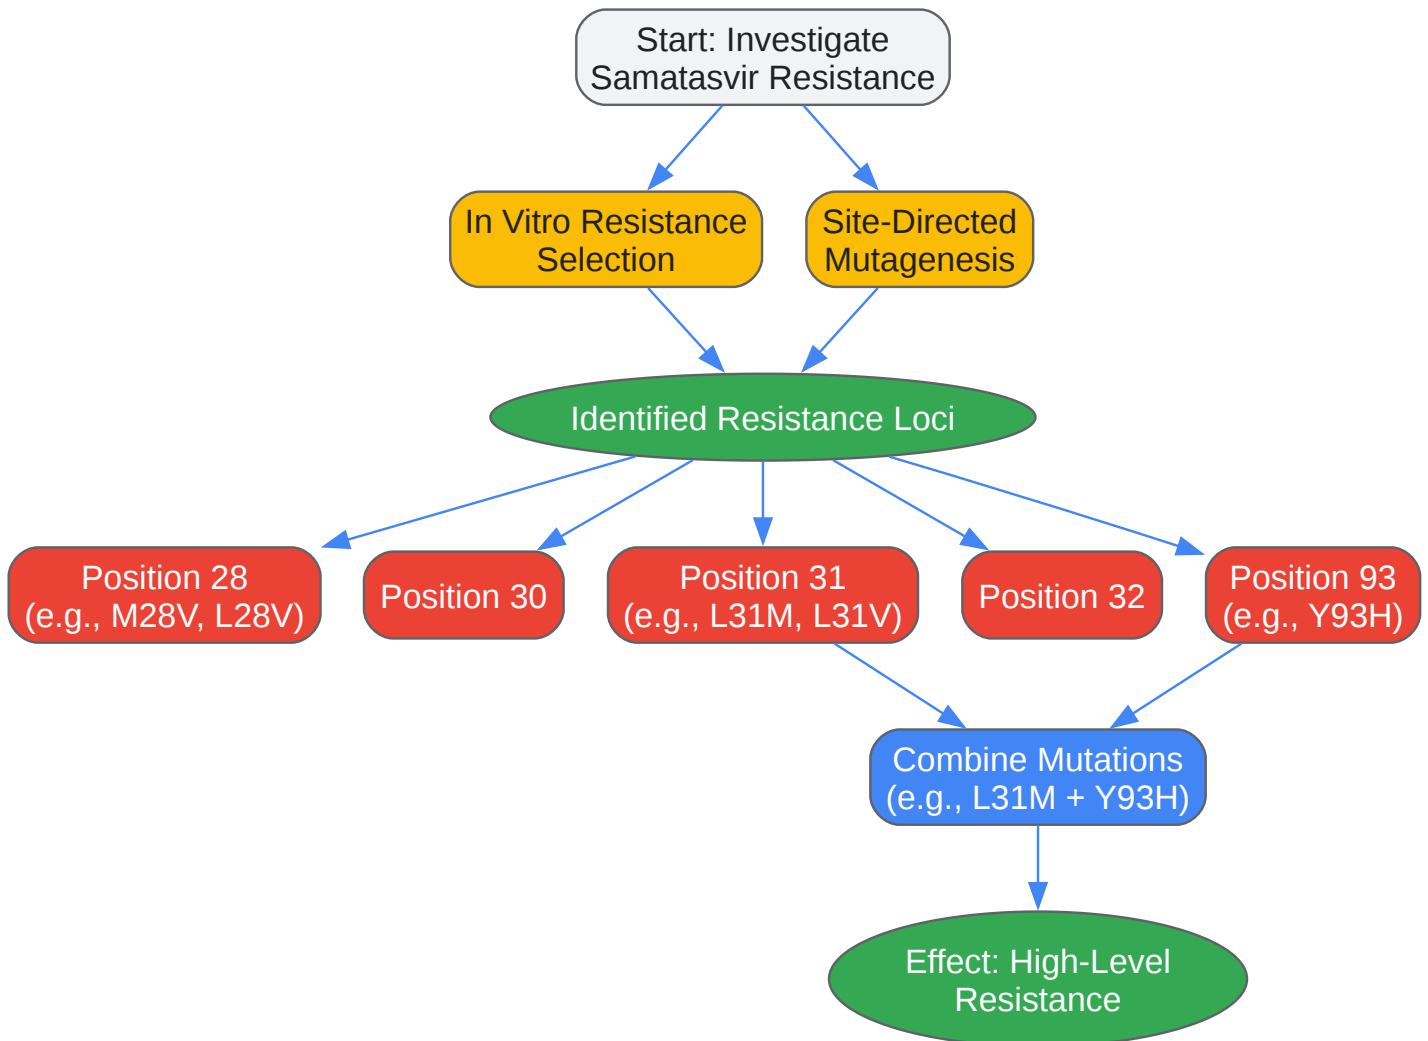 Start: Investigate
Samatasvir Resistance
In Vitro Resistance
Selection
Site-Directed
Mutagenesis
Identified Resistance Loci
Position 28
(e.g., M28V, L28V)
Position 30
Position 31
(e.g., L31M, L31V)
Position 32
Position 93
(e.g., Y93H)
Combine Mutations
(e.g., L31M + Y93H)
Effect: High-Level
Resistance